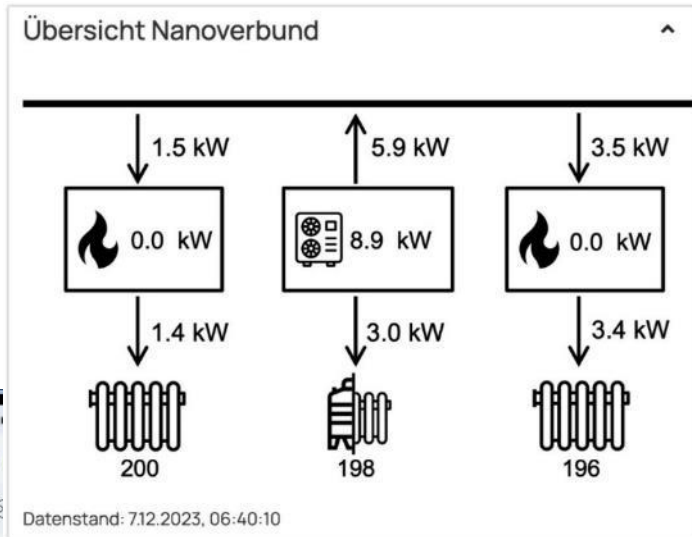 Übersicht Nanoverbund
1.5 kW 5.9 kW 3.5 kW
0.0 kW 8.9 kW 0.0 kW
1.4 kW 3.0 kW 3.4 kW
200 198 196
Datenstand: 7.12.2023, 06:40:10